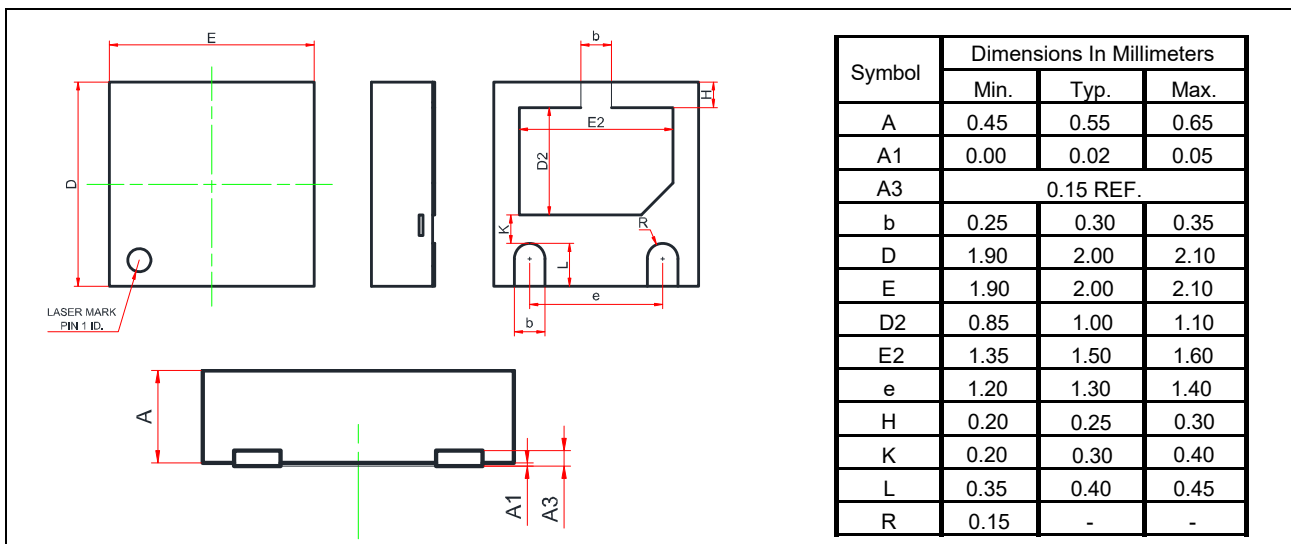 E
D
LASER MARK
PIN 1 ID.
b
H
E2
D2
K
R
L
e
b
A
A1
A3
Symbol Dimensions In Millimeters
Min. Typ. Max.
A 0.45 0.55 0.65
A1 0.00 0.02 0.05
A3 0.15 REF.
b 0.25 0.30 0.35
D 1.90 2.00 2.10
E 1.90 2.00 2.10
D2 0.85 1.00 1.10
E2 1.35 1.50 1.60
e 1.20 1.30 1.40
H 0.20 0.25 0.30
K 0.20 0.30 0.40
L 0.35 0.40 0.45
R 0.15 - -